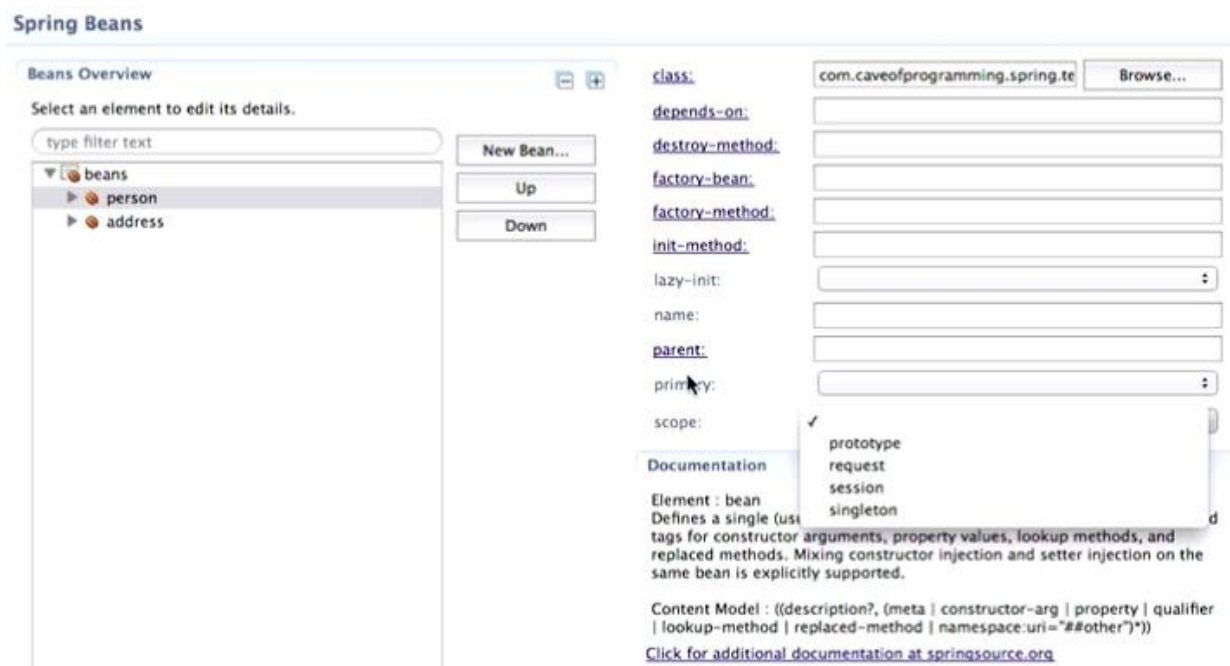 Spring Beans
Beans Overview
Select an element to edit its details.
type filter text
beans
person
address
New Bean...
Up
Down
class:
com.caveofprogramming.spring.te
Browse...
depends-on:
destroy-method:
factory-bean:
factory-method:
init-method:
lazy-init:
name:
parent:
primary:
scope:
prototype
request
session
singleton
Documentation
Element : bean
Defines a single (usu
tags for constructor arguments, property values, lookup methods, and
replaced methods. Mixing constructor injection and setter injection on the
same bean is explicitly supported.
Content Model : ((description?, (meta | constructor-arg | property | qualifier
| lookup-method | replaced-method | namespace:uri="##other")*))
Click for additional documentation at springsource.org